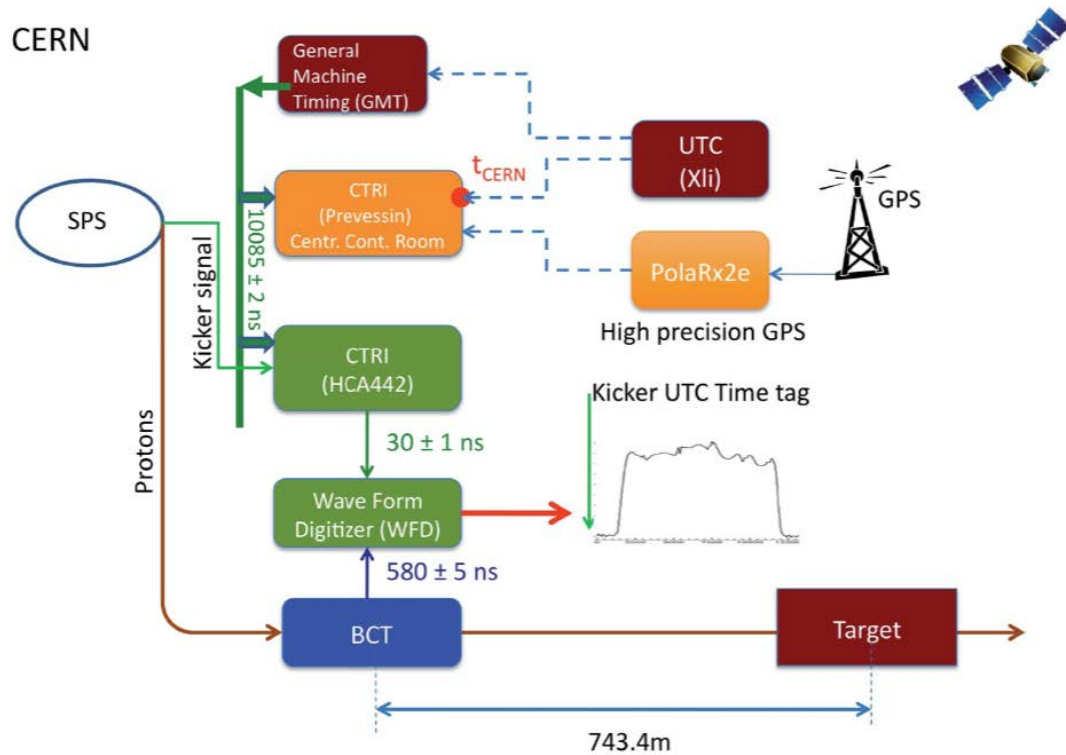 CERN
General
Machine
Timing (GMT)
UTC
(Xli)
tCERN
GPS
SPS
CTRI
(Prevessin)
Centr. Cont. Room
PolaRx2e
High precision GPS
10085 ± 2 ns
Kicker signal
Protons
CTRI
(HCA442)
Kicker UTC Time tag
30 ± 1 ns
Wave Form
Digitizer (WFD)
580 ± 5 ns
BCT
Target
743.4m